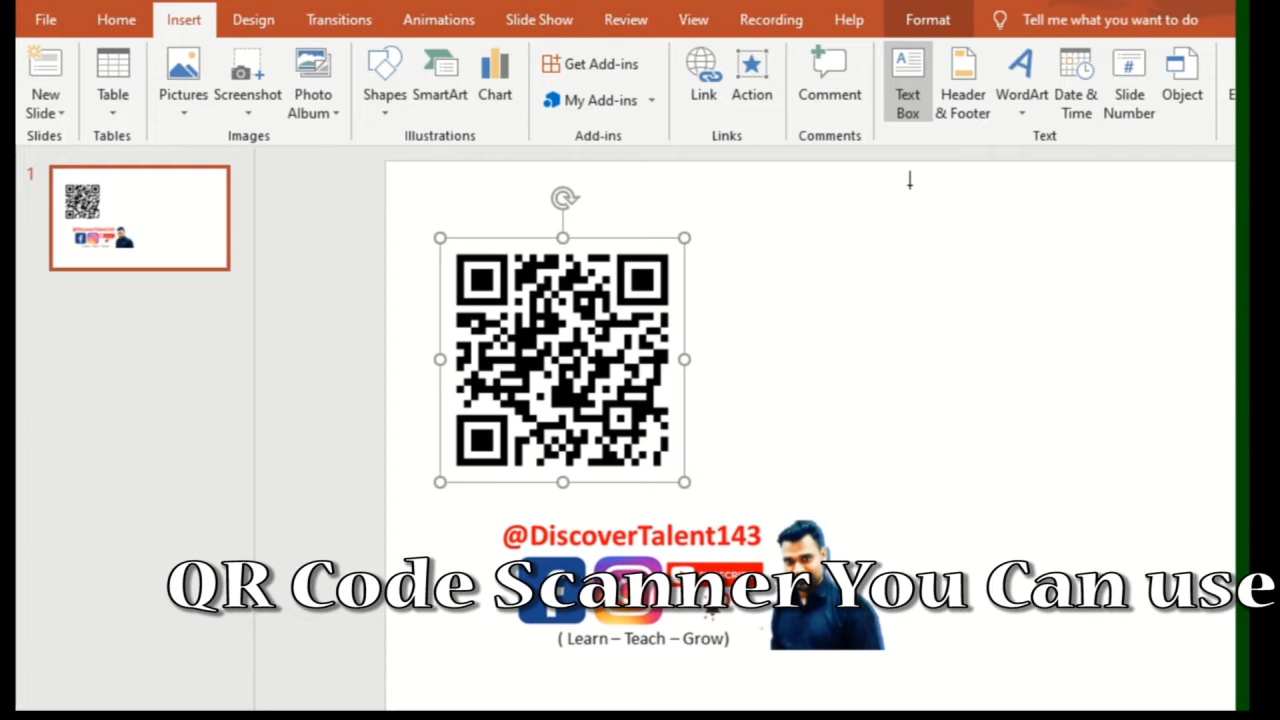 File Home Insert Design Transitions Animations Slide Show Review View Recording Help Format Tell me what you want to do
New Slide
Table
Pictures
Screenshot
Photo Album
Shapes
SmartArt
Chart
Get Add-ins
My Add-ins
Link
Action
Comment
Text Box
Header & Footer
WordArt
Date & Time
Slide Number
Object
Slides Tables Images Illustrations Add-ins Links Comments Text
1
@DiscoverTalent143
QR Code Scanner You Can use
( Learn – Teach – Grow)